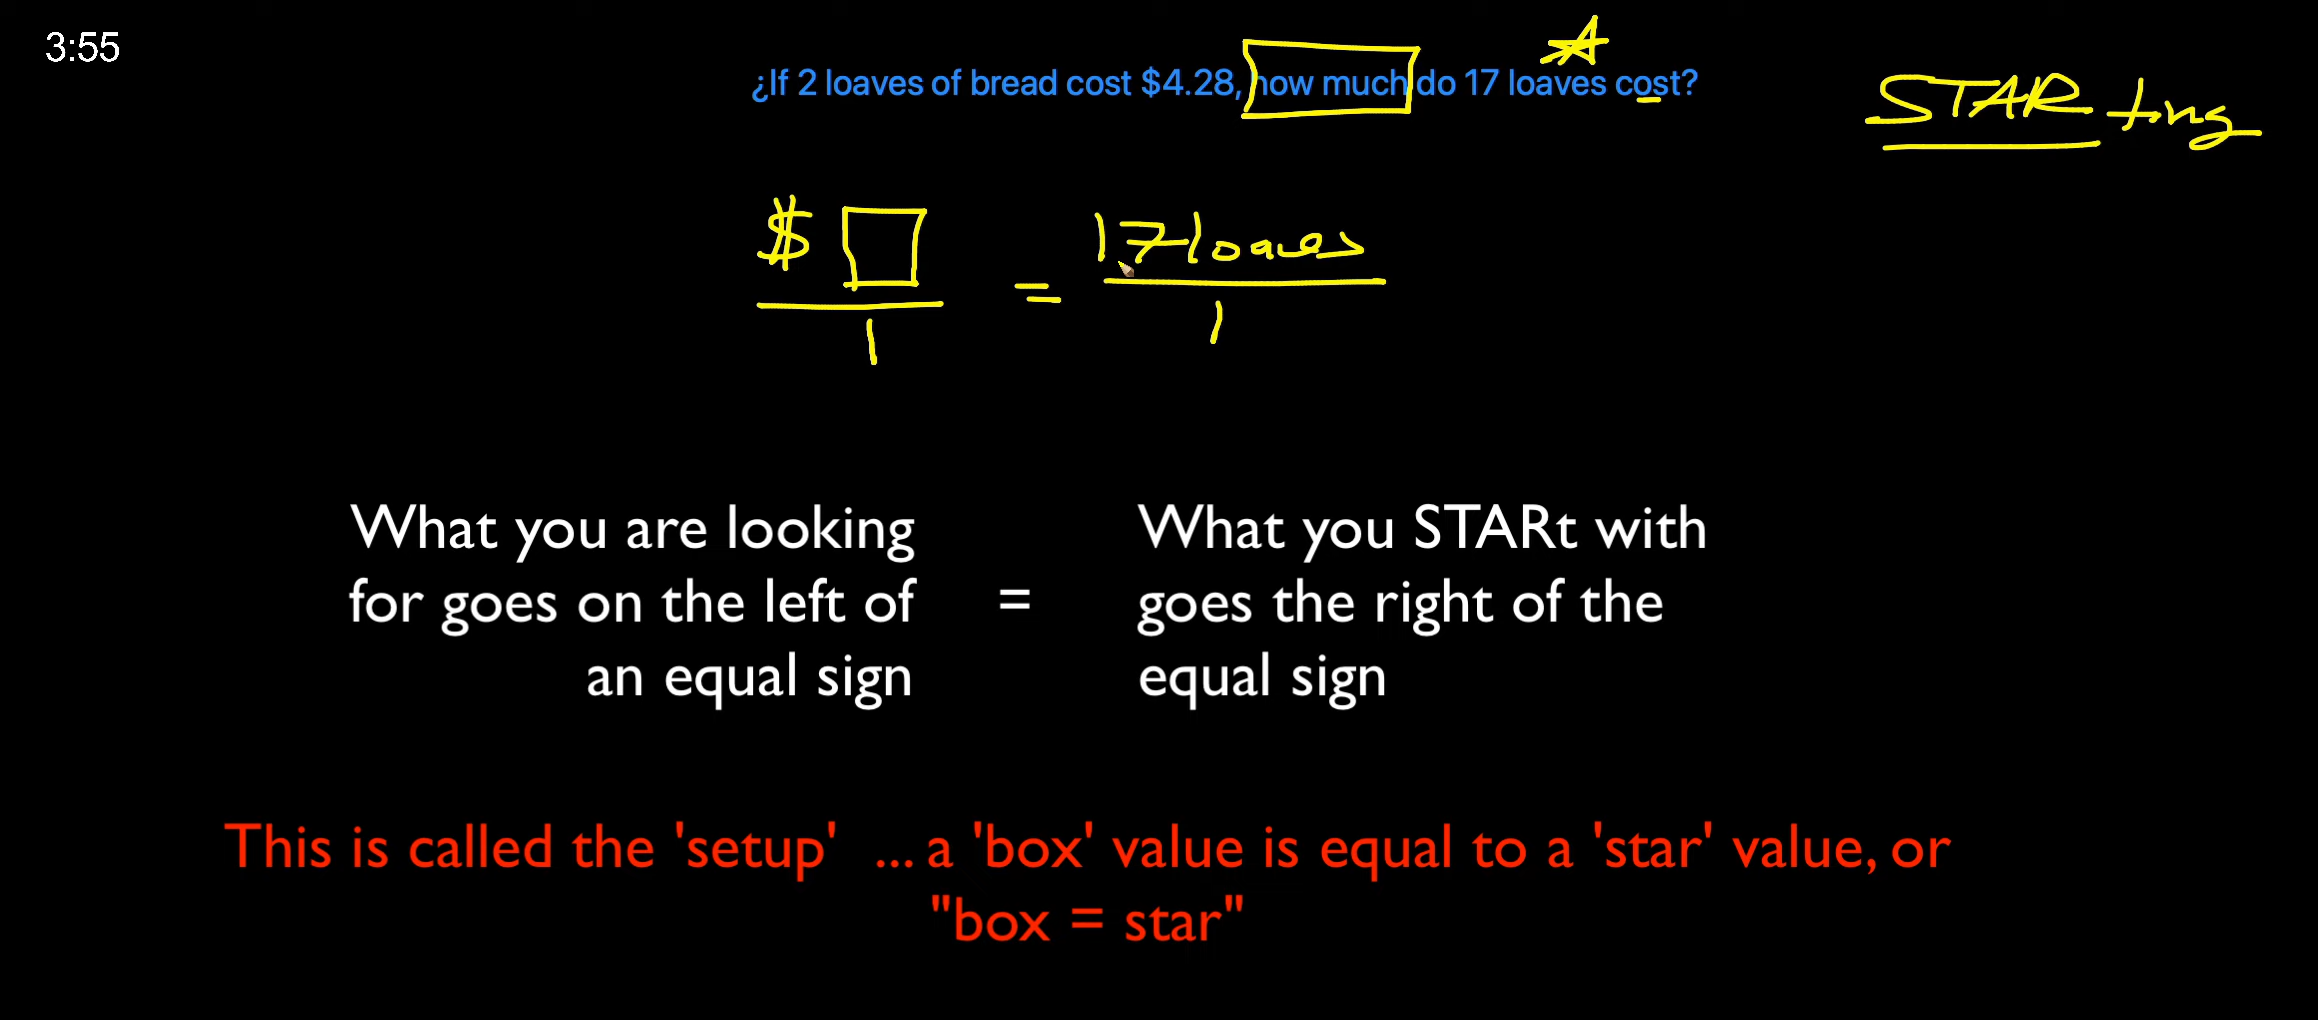 3:55
¿If 2 loaves of bread cost $4.28, how much do 17 loaves cost?
STARting
$ = 17 loaves
1 1
What you are looking
for goes on the left of
an equal sign
=
What you STARt with
goes the right of the
equal sign
This is called the 'setup' ... a 'box' value is equal to a 'star' value, or
"box = star"